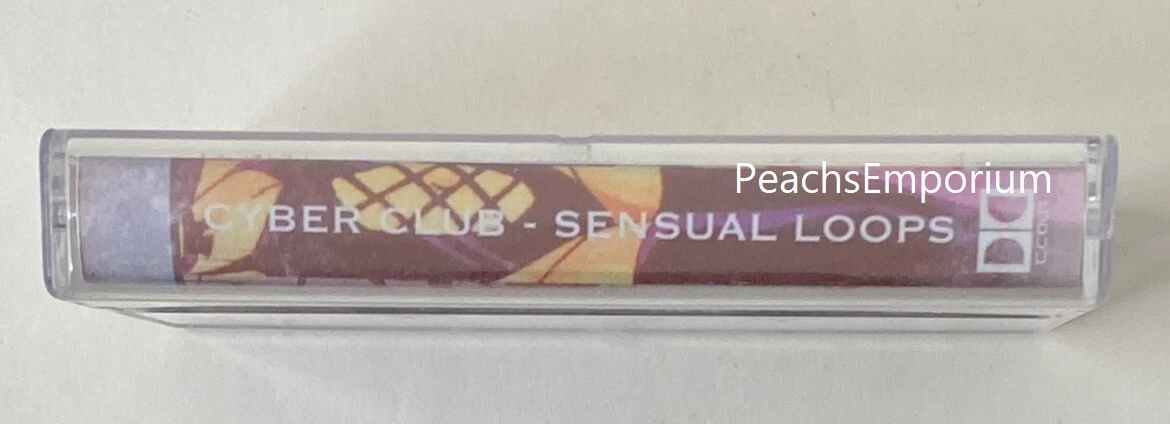 PeachsEmporium
CYBER CLUB - SENSUAL LOOPS